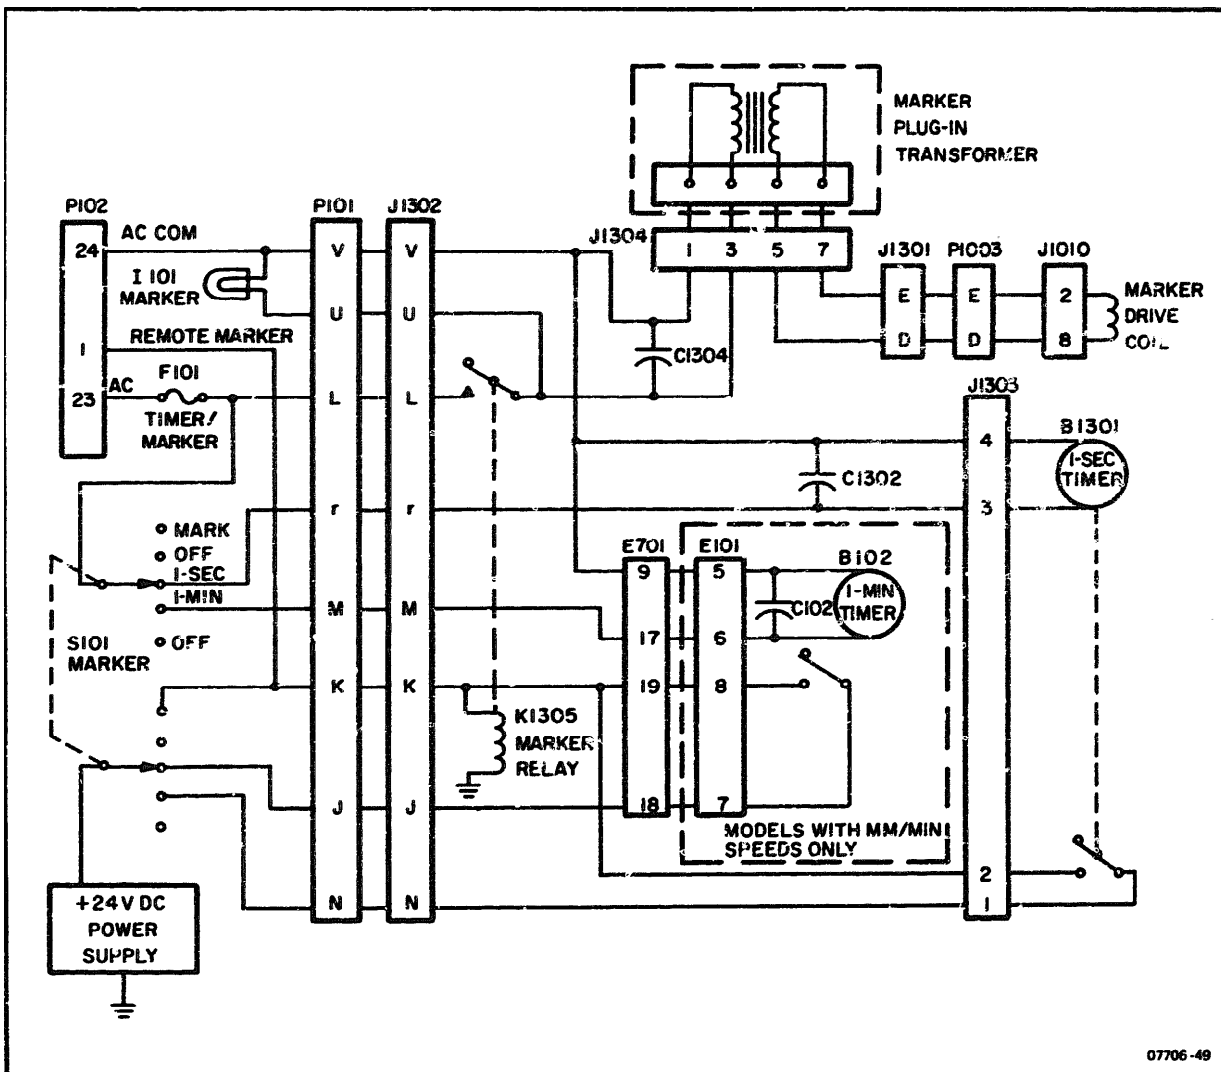 MARKER
PLUG-IN
TRANSFORMER
P102
P101
J1302
J1304
1 3 5 7
24
AC COM
V
V
J1301
P1003
J1010
I 101
MARKER
E
E
2
MARKER
DRIVE
COIL
U
U
REMOTE MARKER
1
D
D
8
C1304
F101
J1303
23
AC
L
L
TIMER/
MARKER
4
B1301
1-SEC
TIMER
C1302
r
r
3
MARK
OFF
1-SEC
1-MIN
E701
E101
B102
9
5
1-MIN
TIMER
C102
M
M
17
6
S101
MARKER
OFF
K
K
19
8
K1305
MARKER
RELAY
J
J
18
7
MODELS WITH MM/MIN
SPEEDS ONLY
2
+24V DC
POWER
SUPPLY
N
N
1
07706-49